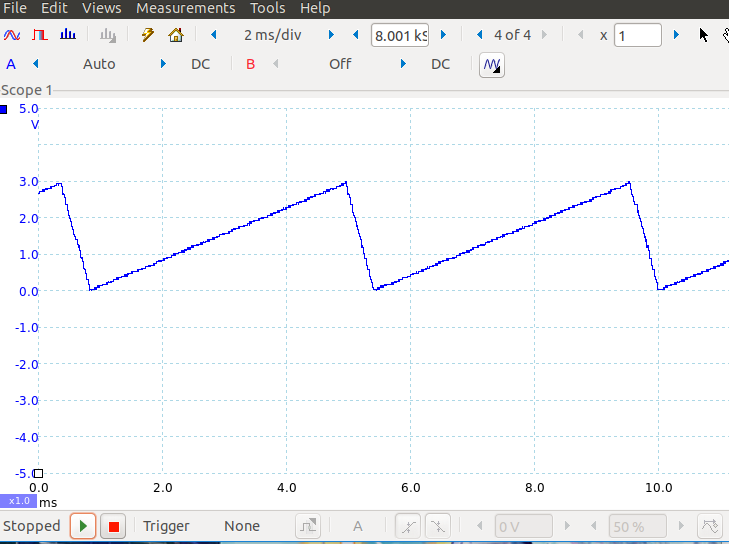 File Edit Views Measurements Tools Help
2 ms/div 8.001 kS 4 of 4 x 1
A Auto DC B Off DC
Scope 1
5.0
V
3.0
2.0
1.0
0.0
-1.0
-2.0
-3.0
-4.0
-5.0
0.0 2.0 4.0 6.0 8.0 10.0
x1.0 ms
Stopped Trigger None A 0 V 50 %